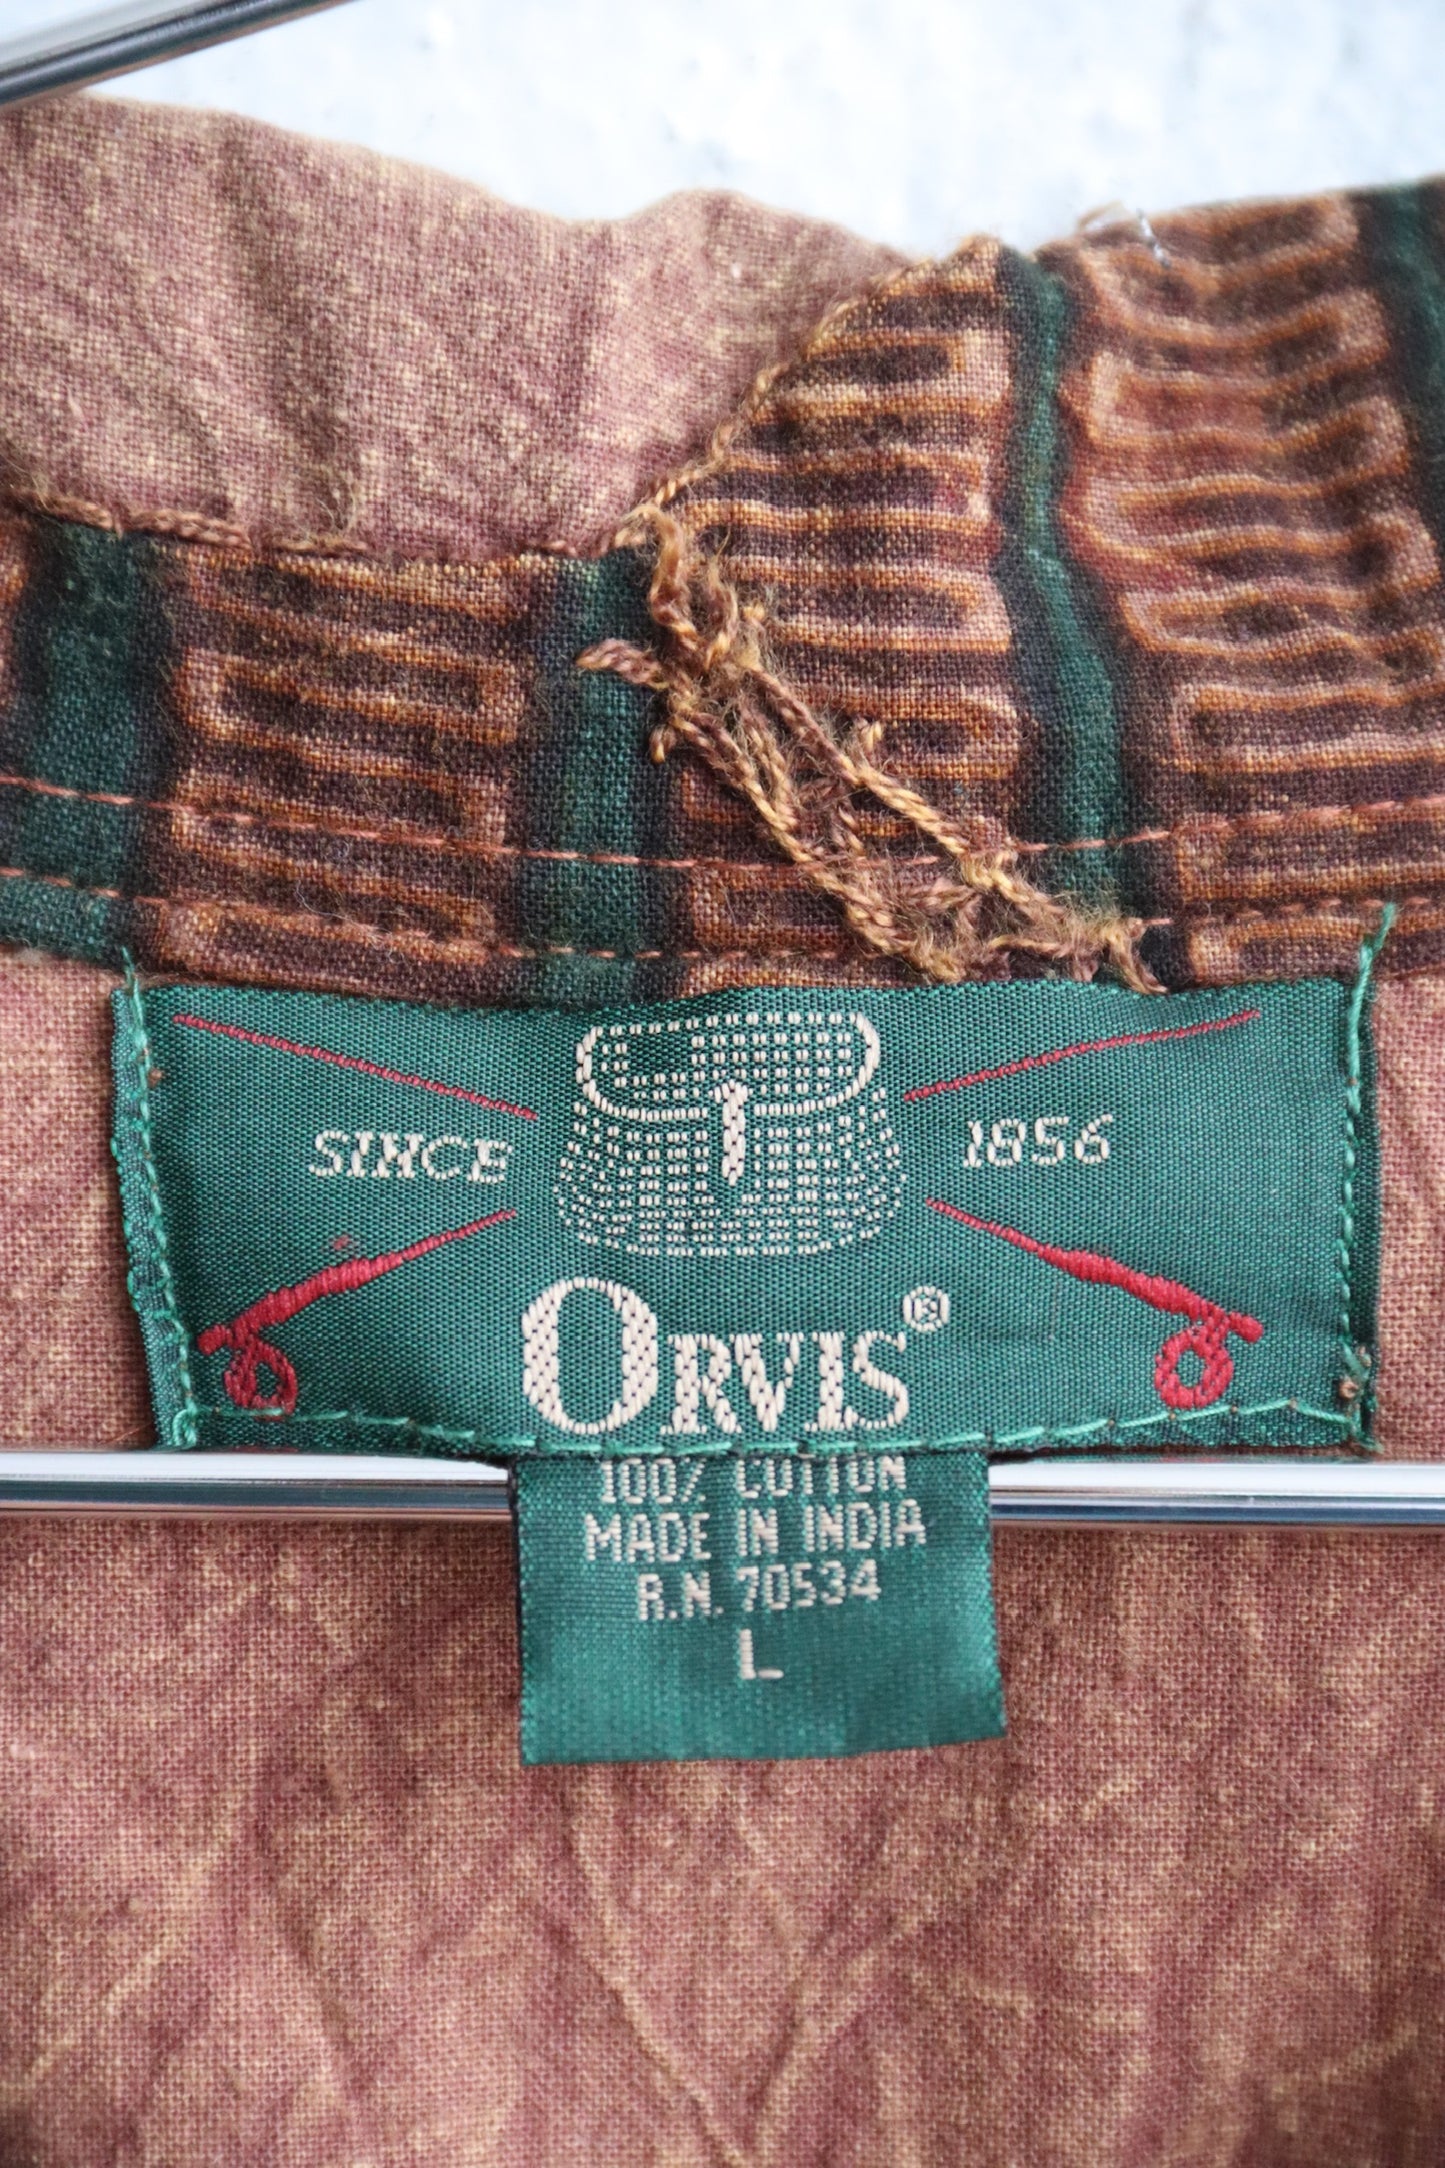 SINCE 1856
ORVIS®
100% COTTON
MADE IN INDIA
R.N. 70534
L